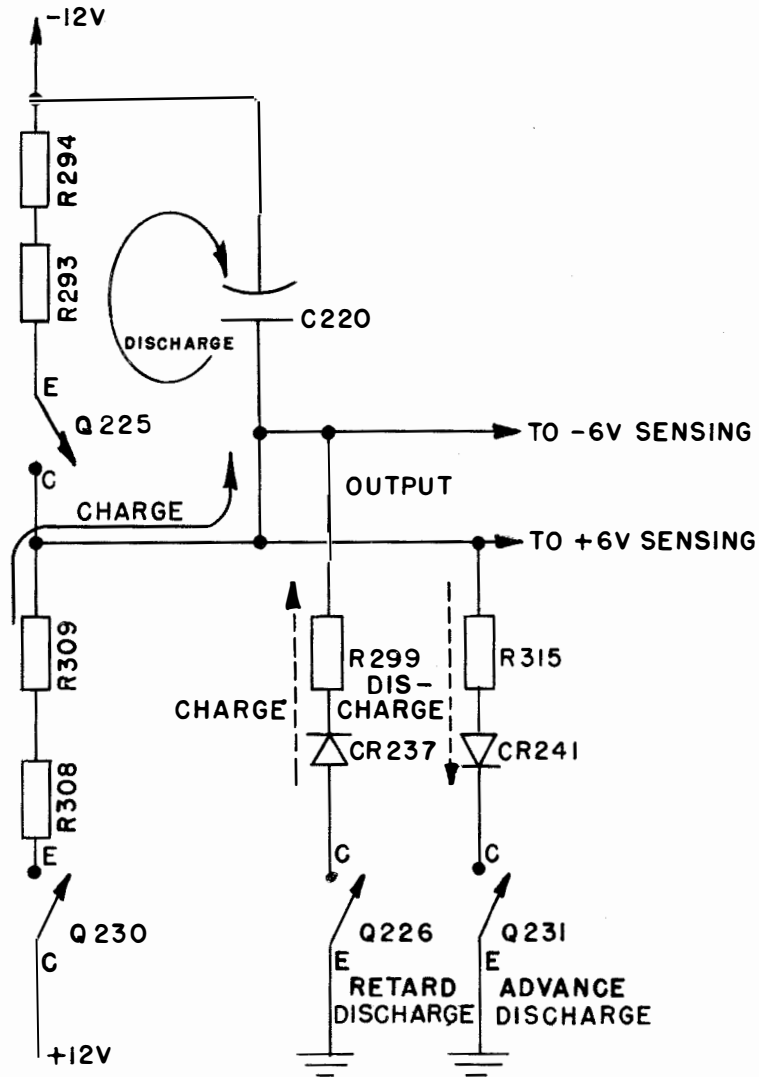 -12V
R294
R293
DISCHARGE
C220
E
Q225
C
TO -6V SENSING
OUTPUT
CHARGE
TO +6V SENSING
R309
R299
R315
DIS-
CHARGE
CHARGE
CR237
CR241
R308
E
C
C
Q230
Q226
Q231
C
E
E
RETARD
DISCHARGE
ADVANCE
DISCHARGE
+12V